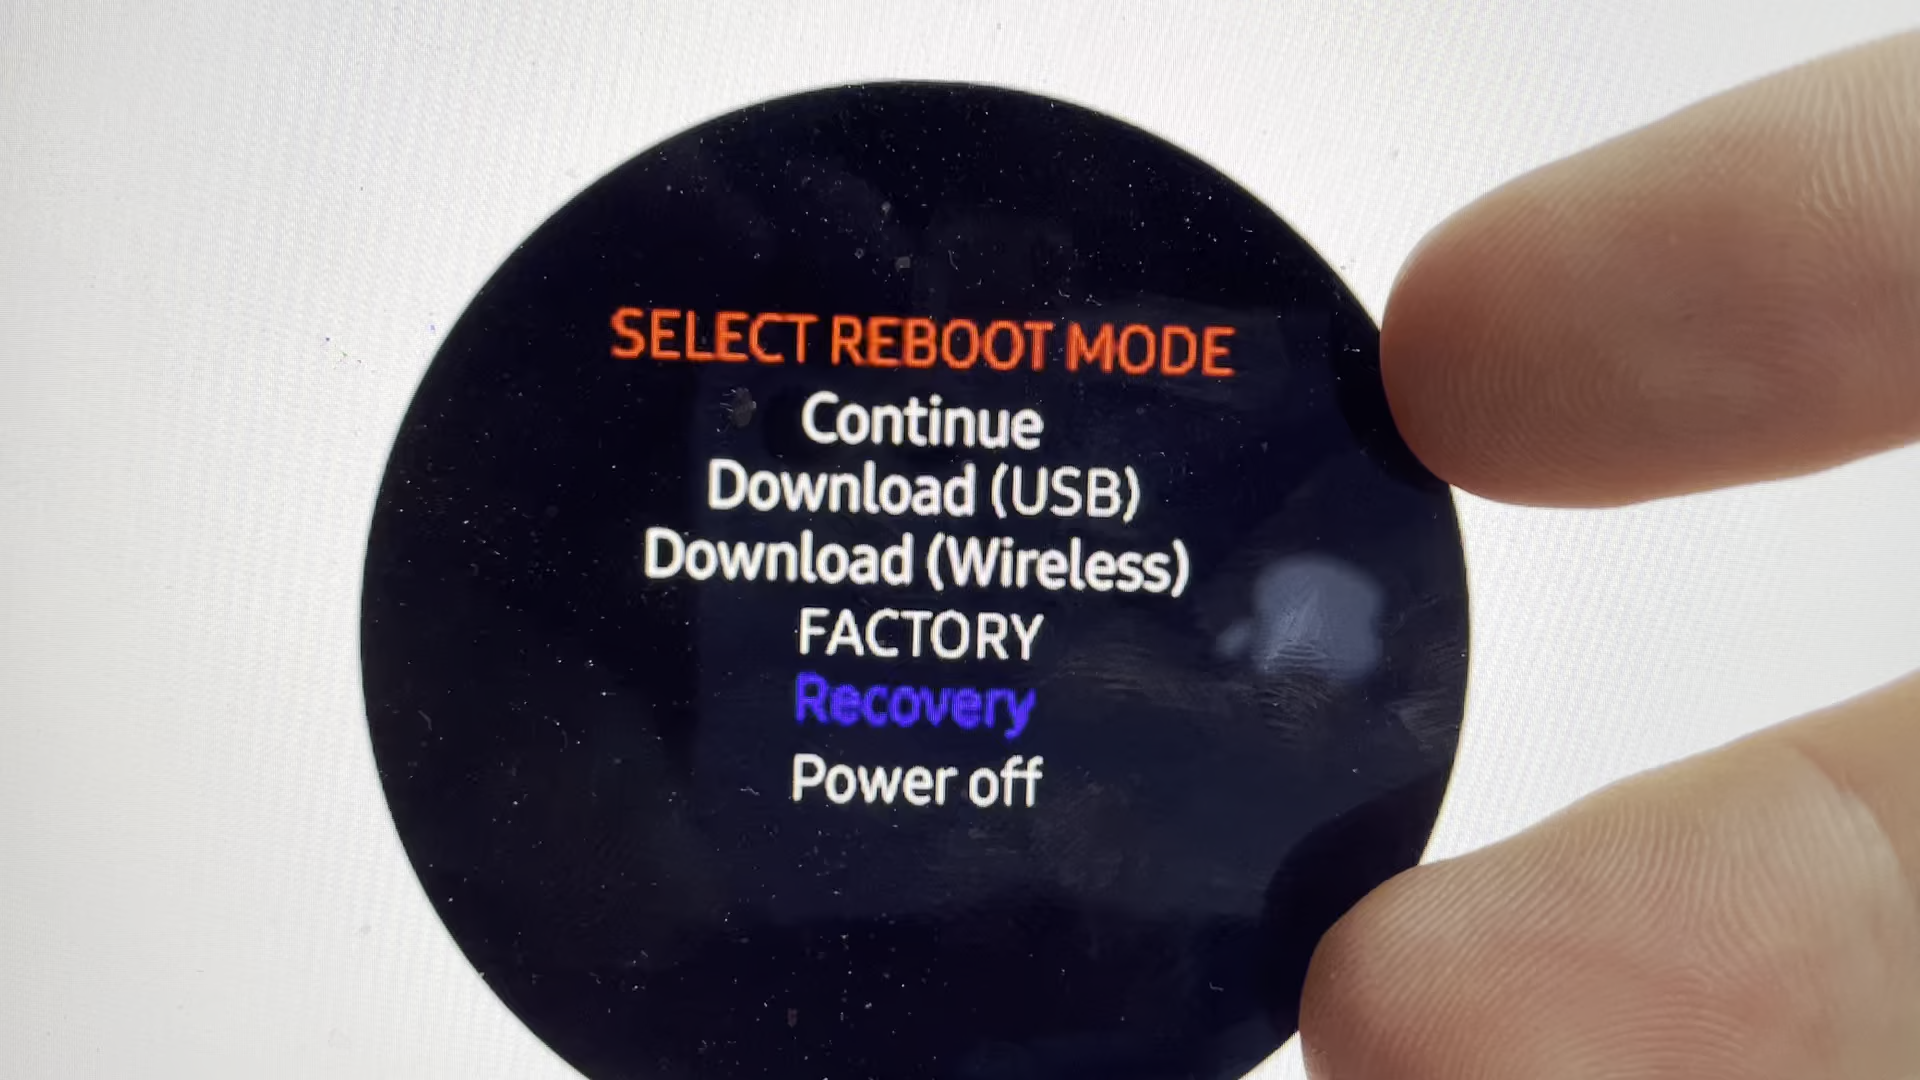 SELECT REBOOT MODE
Continue
Download (USB)
Download (Wireless)
FACTORY
Recovery
Power off